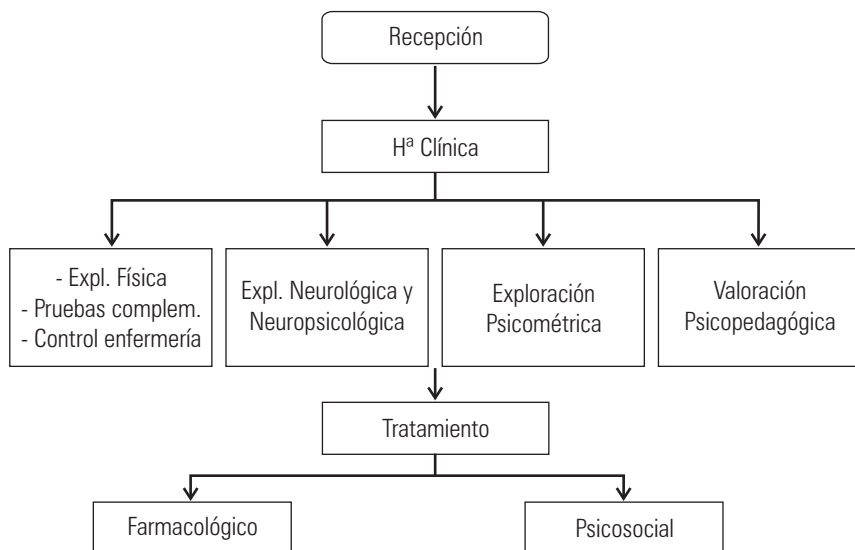 Recepción
Hª Clínica
- Expl. Física
- Pruebas complem.
- Control enfermería
Expl. Neurológica y
Neuropsicológica
Exploración
Psicométrica
Valoración
Psicopedagógica
Tratamiento
Farmacológico
Psicosocial